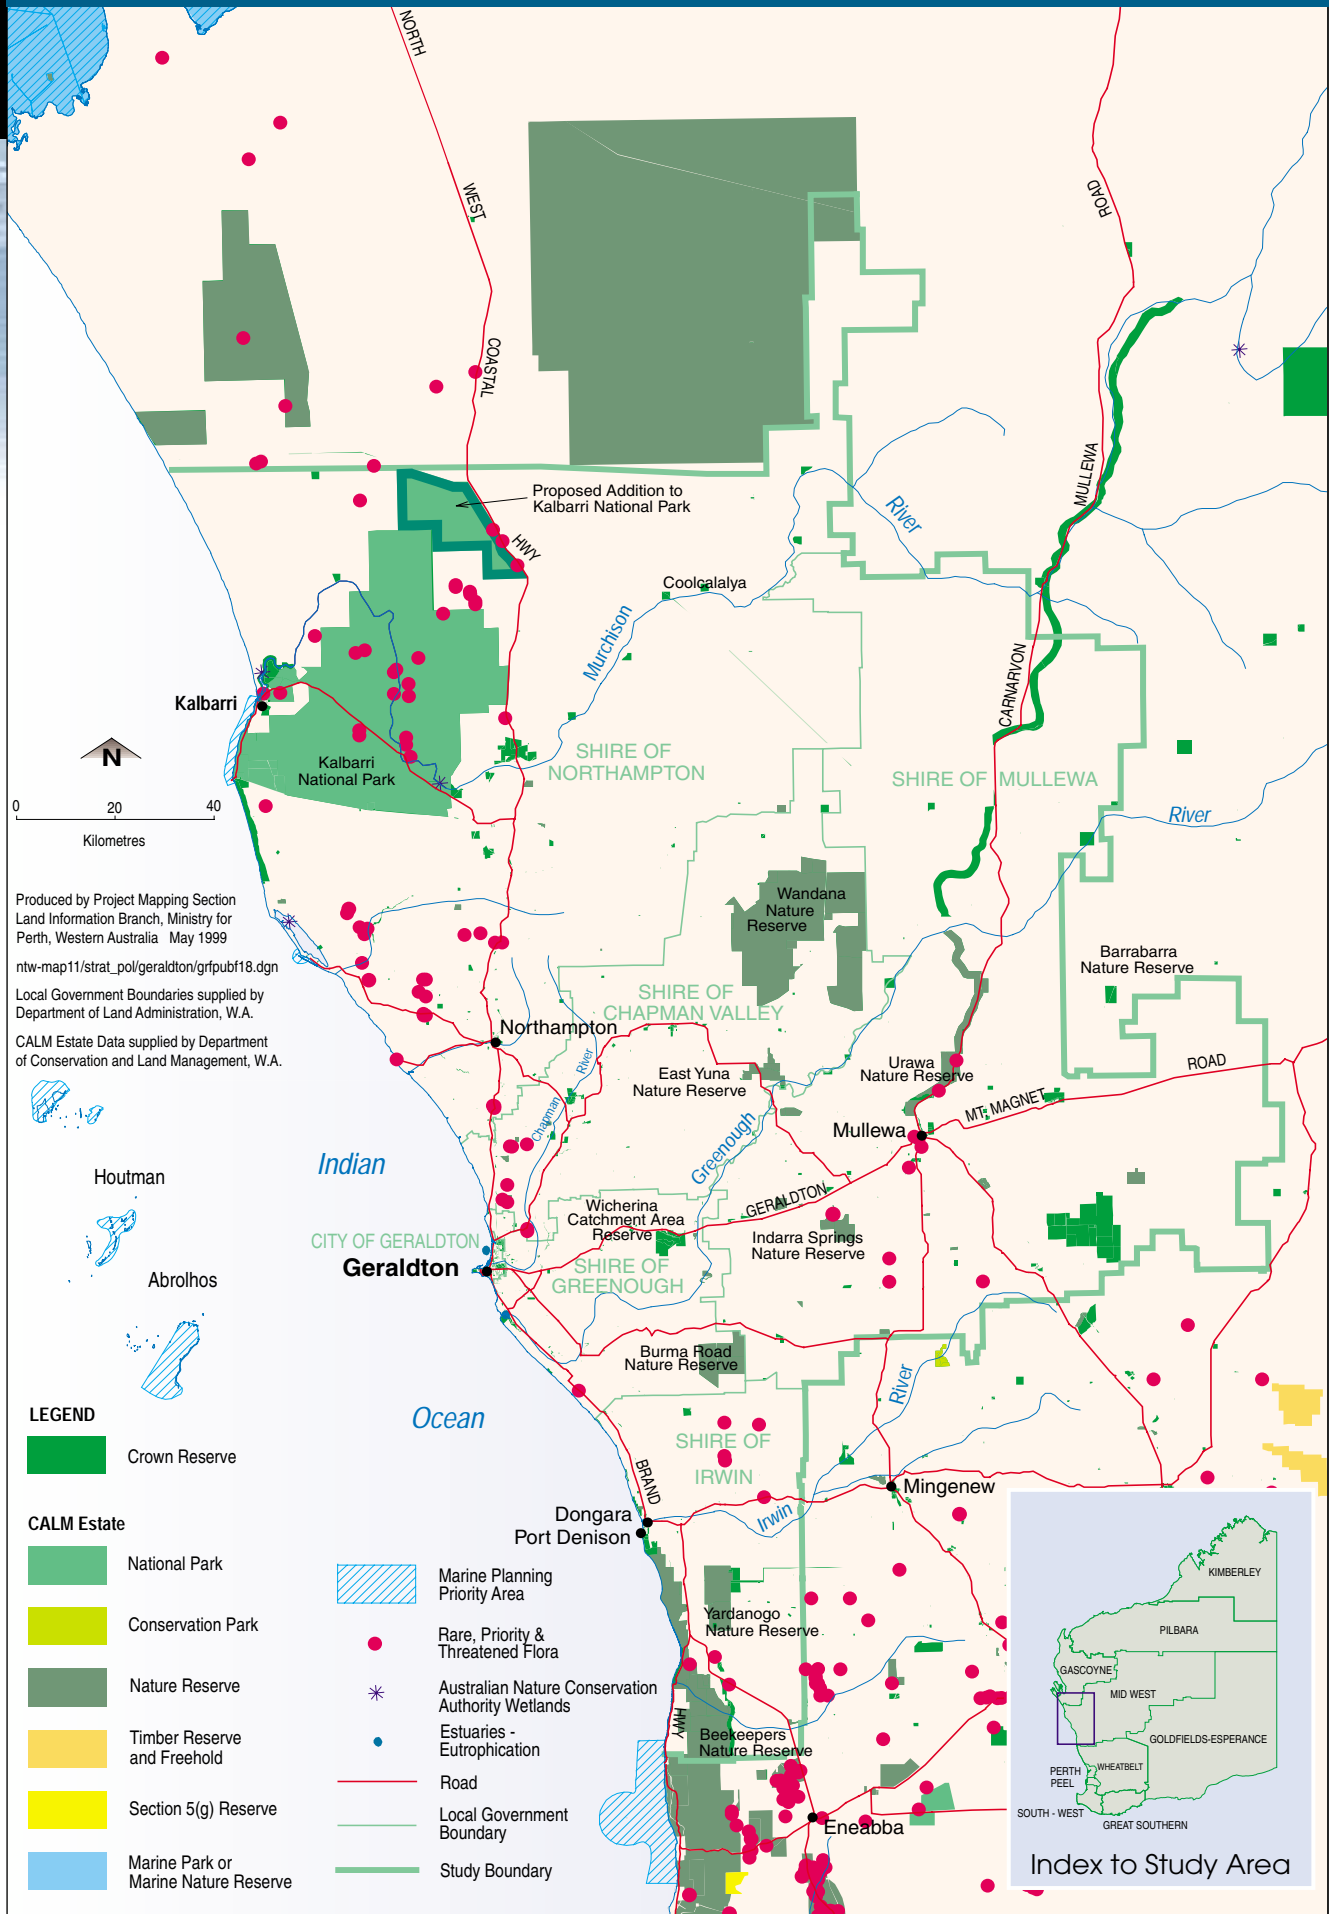 NORTH
WEST
COASTAL
HWY
ROAD
MULLEWA
CARNARVON
Proposed Addition to
Kalbarri National Park
River
Coolcalalya
Murchison
Kalbarri
N
Kalbarri
National Park
0 20 40
Kilometres
SHIRE OF
NORTHAMPTON
SHIRE OF MULLEWA
River
Produced by Project Mapping Section
Land Information Branch, Ministry for
Perth, Western Australia May 1999
ntw-map11/strat_pol/geraldton/grfpubf18.dgn
Local Government Boundaries supplied by
Department of Land Administration, W.A.
CALM Estate Data supplied by Department
of Conservation and Land Management, W.A.
Wandana
Nature
Reserve
Barrabarra
Nature Reserve
SHIRE OF
CHAPMAN VALLEY
Northampton
River
Chapman
East Yuna
Nature Reserve
Urawa
Nature Reserve
MT. MAGNET
ROAD
Mullewa
Greenough
Indian
Houtman
Abrolhos
Wicherina
Catchment Area
Reserve
GERALDTON
Indarra Springs
Nature Reserve
CITY OF GERALDTON
Geraldton
SHIRE OF
GREENOUGH
Burma Road
Nature Reserve
River
Ocean
SHIRE OF
IRWIN
BRAND
Mingenew
Dongara
Port Denison
Irwin
Yardanogo
Nature Reserve
HWY
Beekeepers
Nature Reserve
Eneabba
LEGEND
Crown Reserve
CALM Estate
National Park
Conservation Park
Nature Reserve
Timber Reserve
and Freehold
Section 5(g) Reserve
Marine Park or
Marine Nature Reserve
Marine Planning
Priority Area
Rare, Priority &
Threatened Flora
Australian Nature Conservation
Authority Wetlands
Estuaries -
Eutrophication
Road
Local Government
Boundary
Study Boundary
KIMBERLEY
PILBARA
GASCOYNE
MID WEST
GOLDFIELDS-ESPERANCE
WHEATBELT
PERTH
PEEL
SOUTH - WEST
GREAT SOUTHERN
Index to Study Area